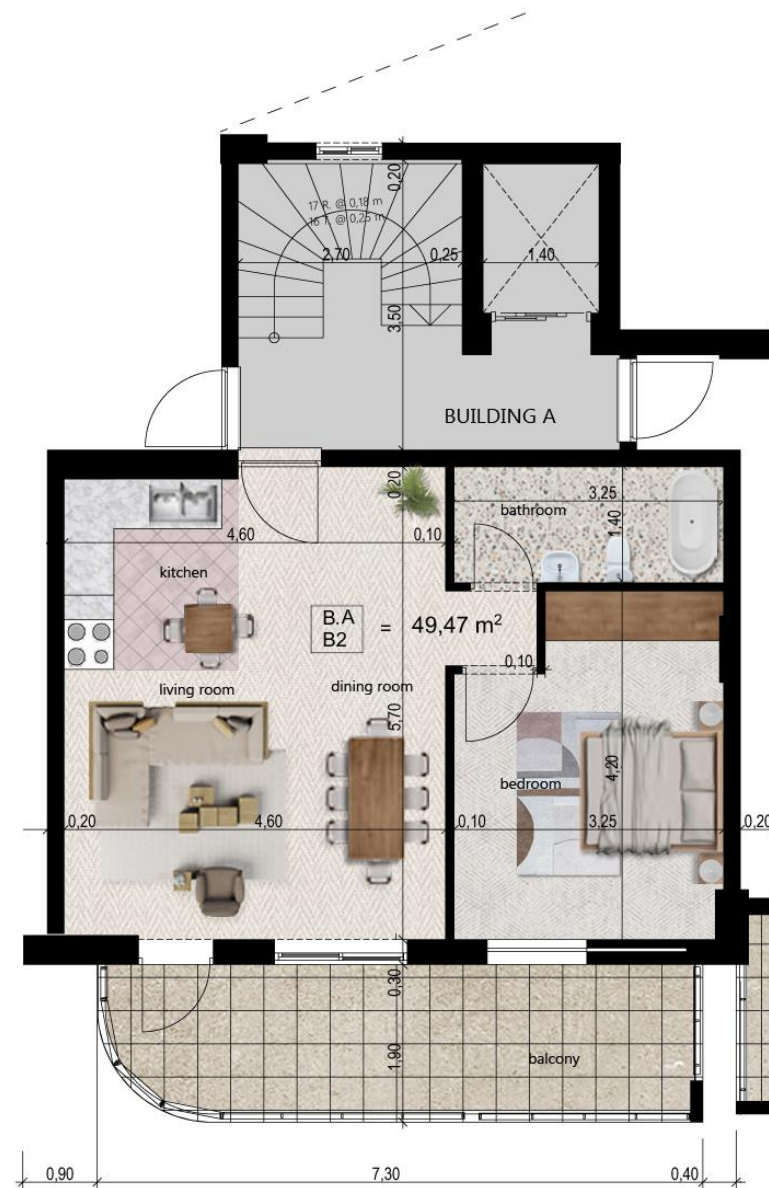 0,20
17 R. @ 0,18 m
16 T. @ 0,25 m
2,70
0,25
1,40
3,50
BUILDING A
0,20
3,25
bathroom
4,60
0,10
1,40
kitchen
B.A
B2
= 49,47 m²
0,10
living room
dining room
5,70
4,20
bedroom
0,20
4,60
0,10
3,25
0,20
0,30
1,90
balcony
0,90
7,30
0,40